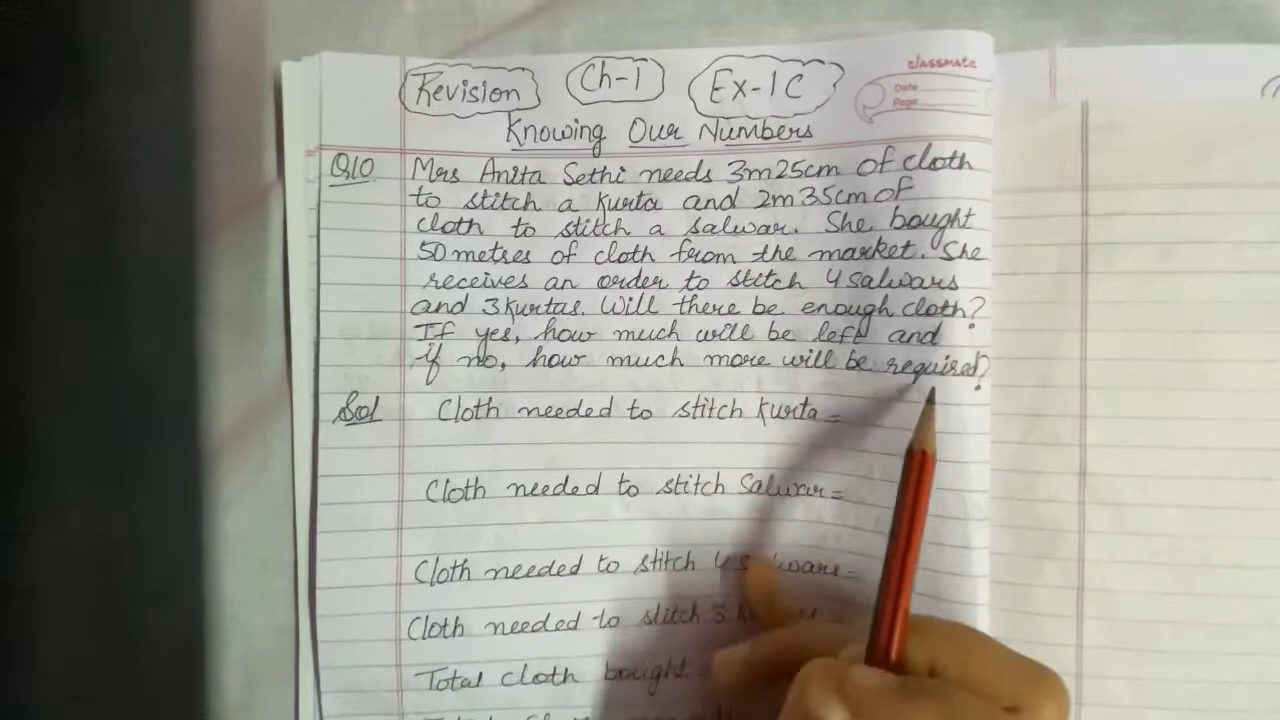 Revision Ch-1 Ex-1C
classmate
Date
Page
Knowing Our Numbers
Q10 Mrs Anita Sethi needs 3m25cm of cloth
to stitch a kurta and 2m35cm of
cloth to stitch a salwar. She bought
50 metres of cloth from the market. She
receives an order to stitch 4 salwars
and 3 kurtas. Will there be enough cloth?
If yes, how much will be left and
if no, how much more will be required?
Sol Cloth needed to stitch Kurta =
Cloth needed to stitch Salwar =
Cloth needed to stitch 4
Cloth needed to stitch 3
Total cloth bought